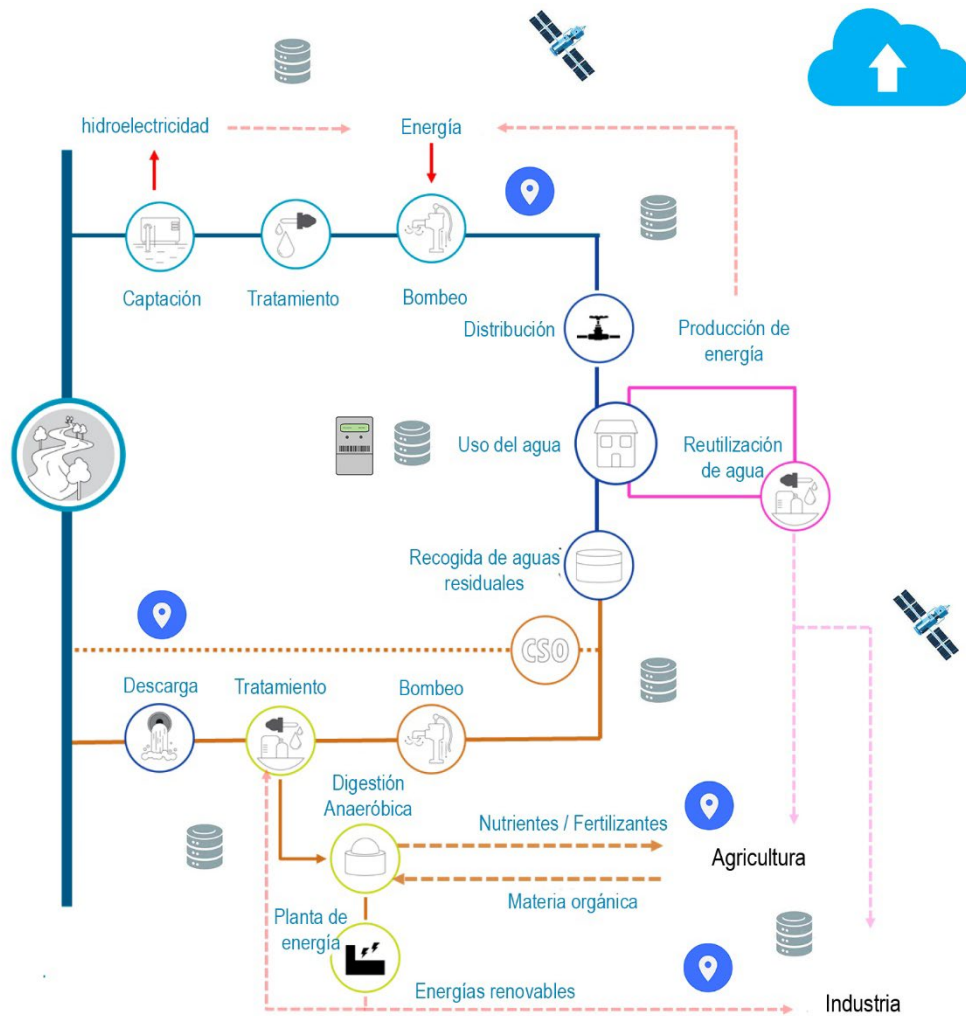 hidroelectricidad
Energía
Captación
Tratamiento
Bombeo
Distribución
Producción de
energía
Uso del agua
Reutilización
de agua
Recogida de aguas
residuales
CSO
Descarga
Tratamiento
Bombeo
Digestión
Anaeróbica
Nutrientes / Fertilizantes
Agricultura
Materia orgánica
Planta de
energía
Energías renovables
Industria